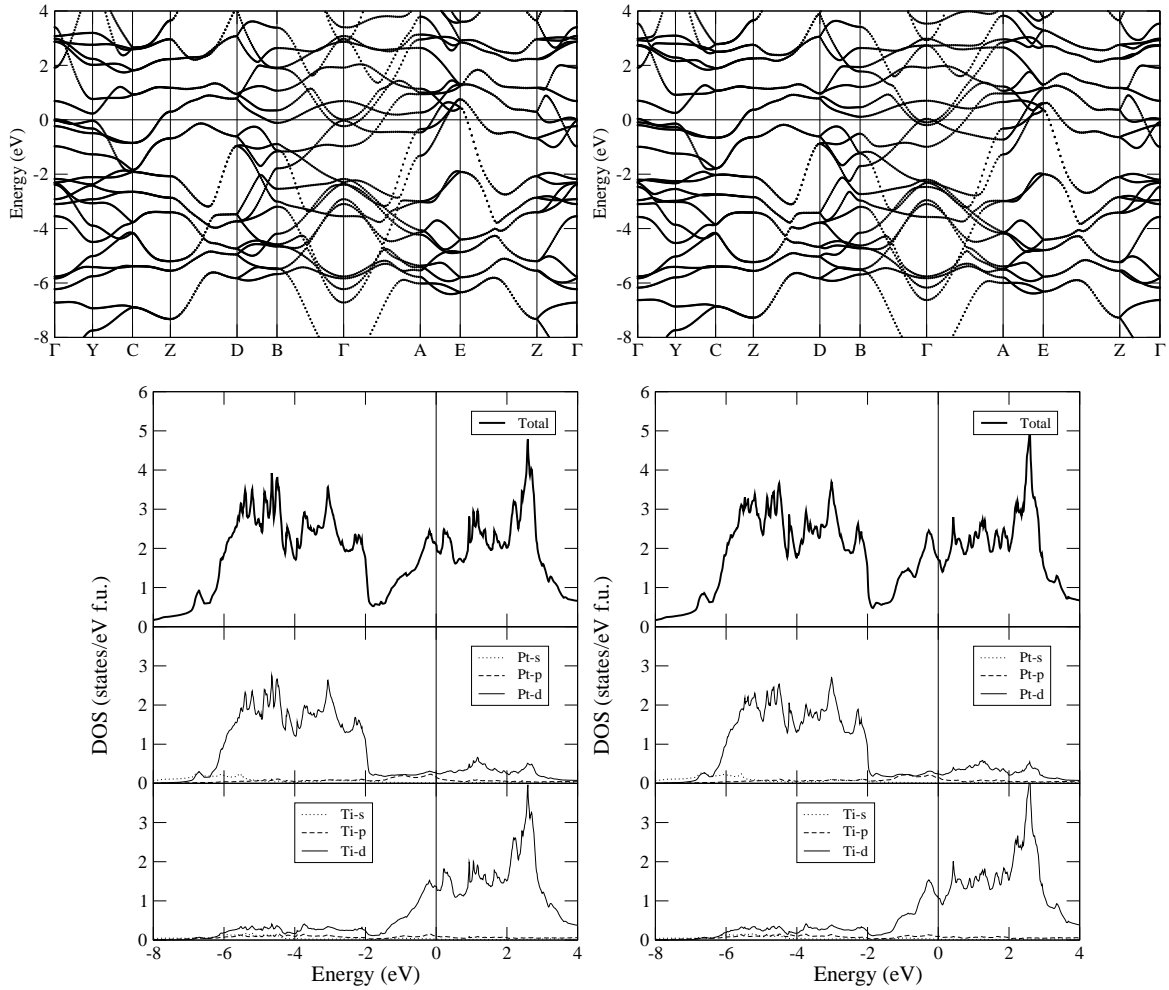 4
2
0
-2
-4
-6
-8
Energy (eV)
Γ Y C Z D B Γ A E Z Γ
4
2
0
-2
-4
-6
-8
Energy (eV)
Γ Y C Z D B Γ A E Z Γ
6
5
4
3
2
1
0
Total
3
2
1
0
Pt-s
Pt-p
Pt-d
3
2
1
0
Ti-s
Ti-p
Ti-d
DOS (states/eV f.u.)
-8 -6 -4 -2 0 2 4
Energy (eV)
6
5
4
3
2
1
0
Total
3
2
1
0
Pt-s
Pt-p
Pt-d
3
2
1
0
Ti-s
Ti-p
Ti-d
DOS (states/eV f.u.)
-8 -6 -4 -2 0 2 4
Energy (eV)